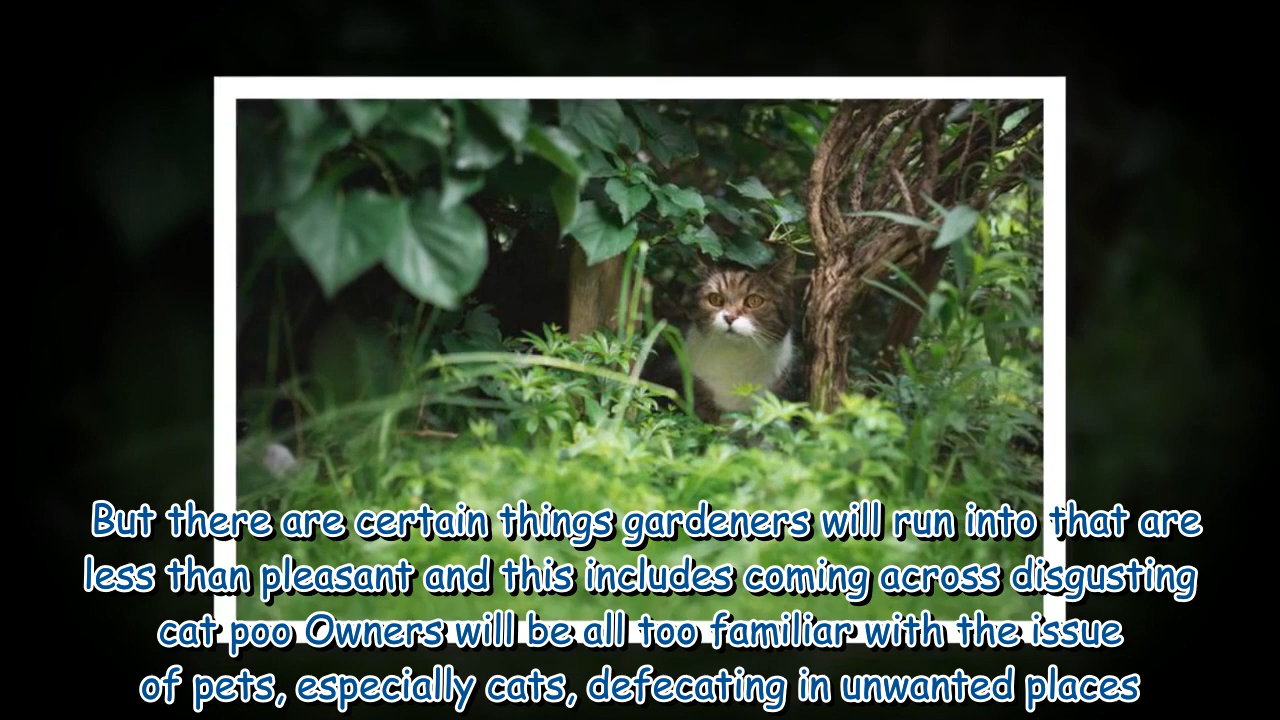 But there are certain things gardeners will run into that are
less than pleasant and this includes coming across disgusting
cat poo Owners will be all too familiar with the issue
of pets, especially cats, defecating in unwanted places